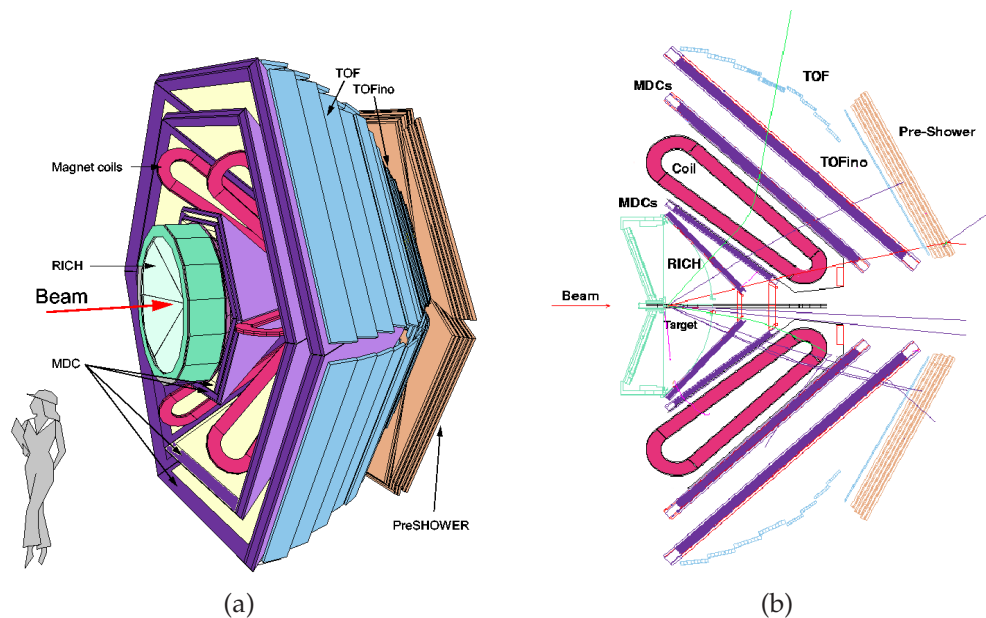 TOF
TOFino
Magnet coils
RICH
Beam
MDC
PreSHOWER
(a)
TOF
MDCs
Pre-Shower
TOFino
Coil
MDCs
RICH
Beam
Target
(b)